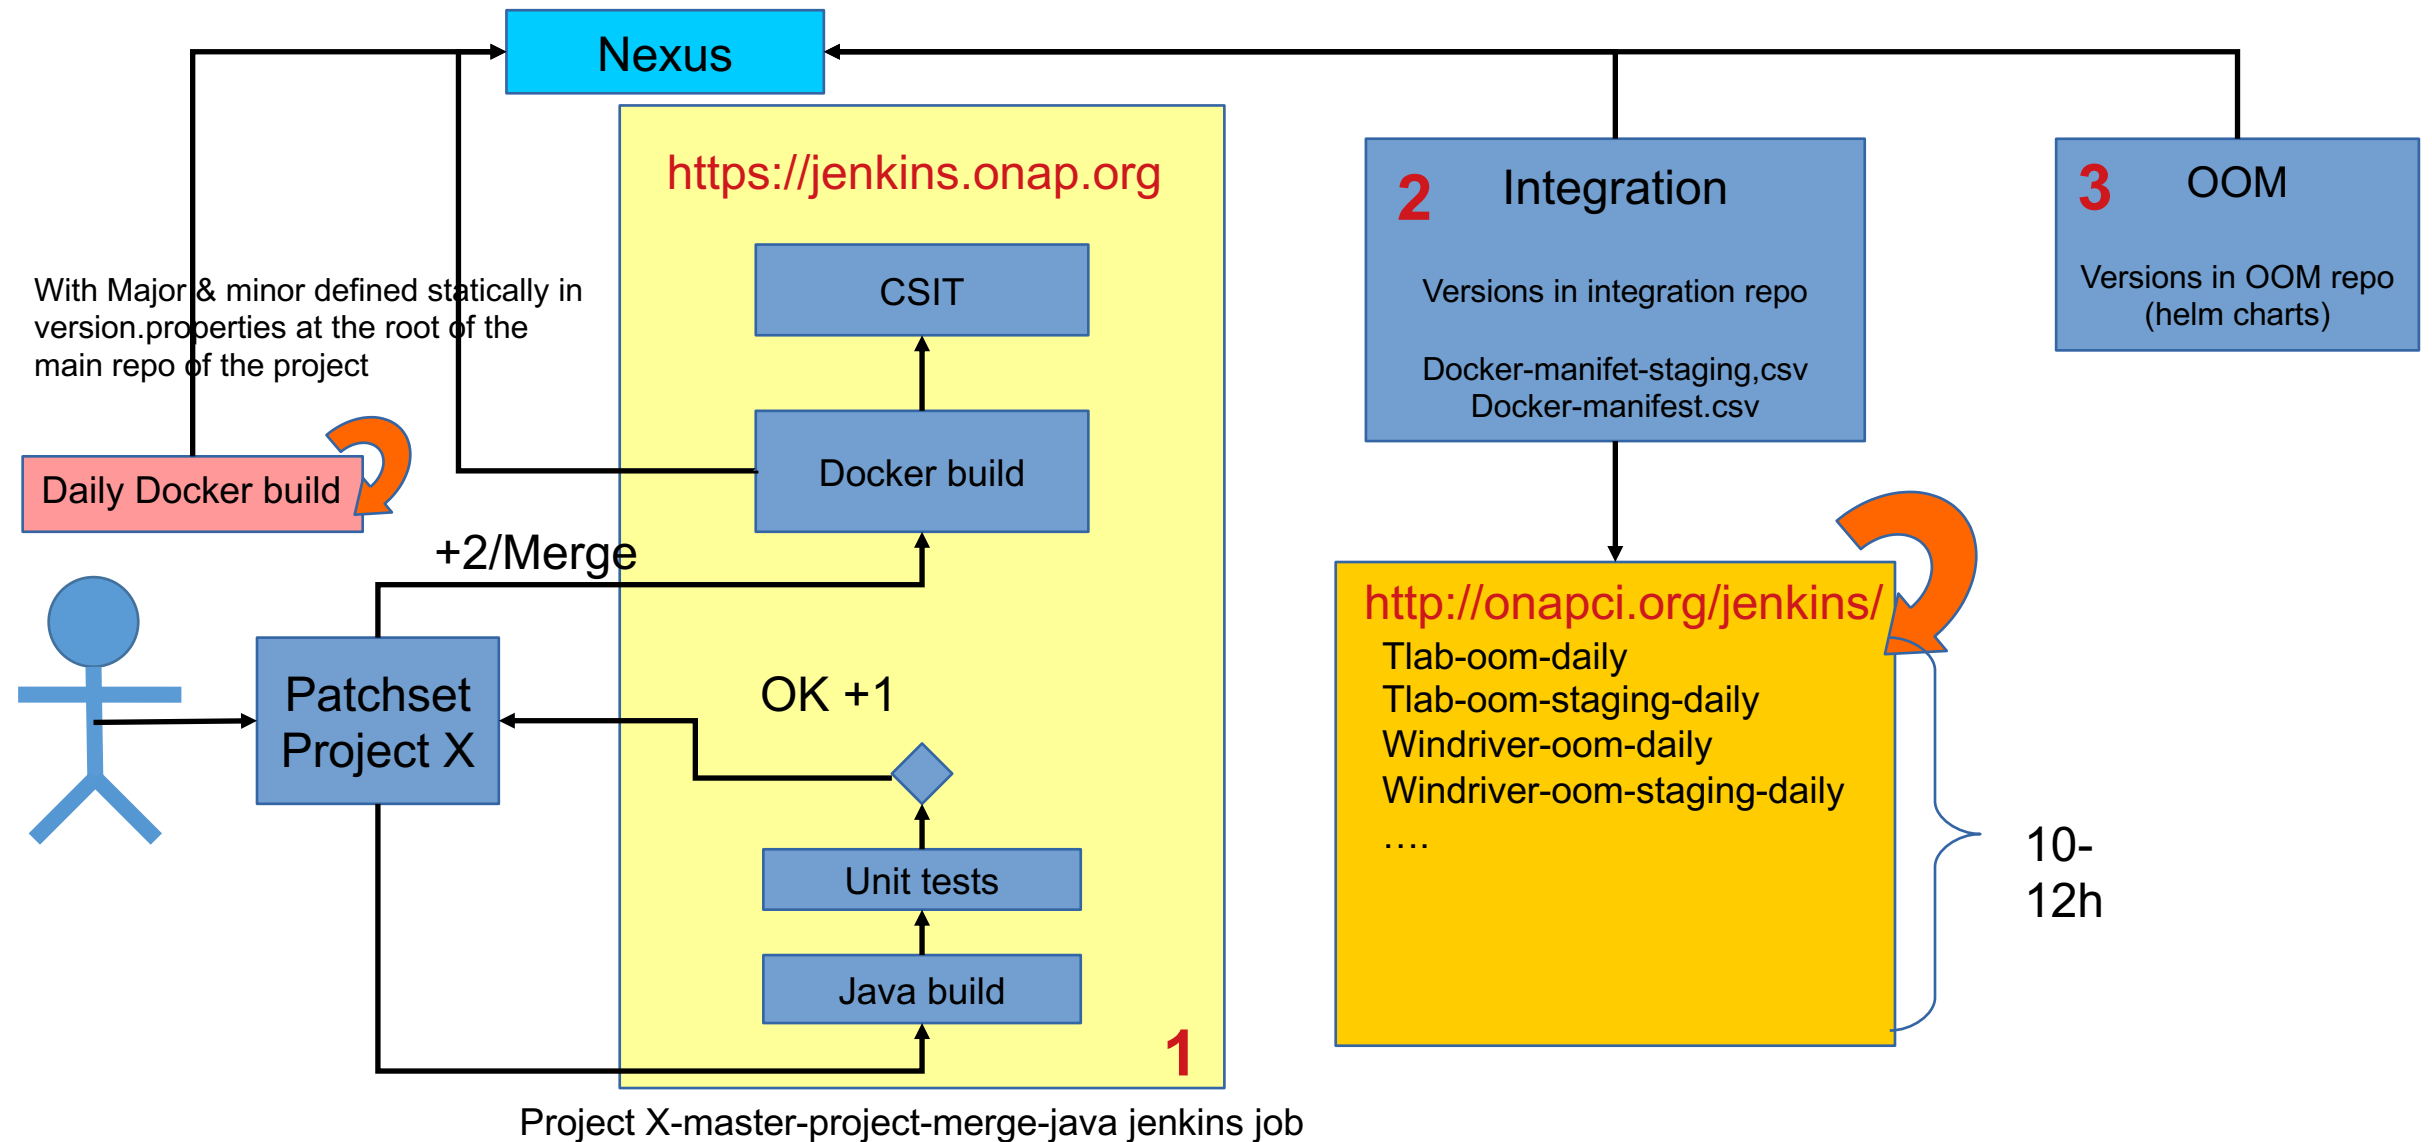 Nexus
https://jenkins.onap.org
CSIT
Docker build
With Major & minor defined statically in
version.properties at the root of the
main repo of the project
Daily Docker build
+2/Merge
Patchset
Project X
OK +1
Unit tests
Java build
1
Project X-master-project-merge-java jenkins job
2
Integration
Versions in integration repo
Docker-manifet-staging,csv
Docker-manifest.csv
3
OOM
Versions in OOM repo
(helm charts)
http://onapci.org/jenkins/
Tlab-oom-daily
Tlab-oom-staging-daily
Windriver-oom-daily
Windriver-oom-staging-daily
….
10-
12h